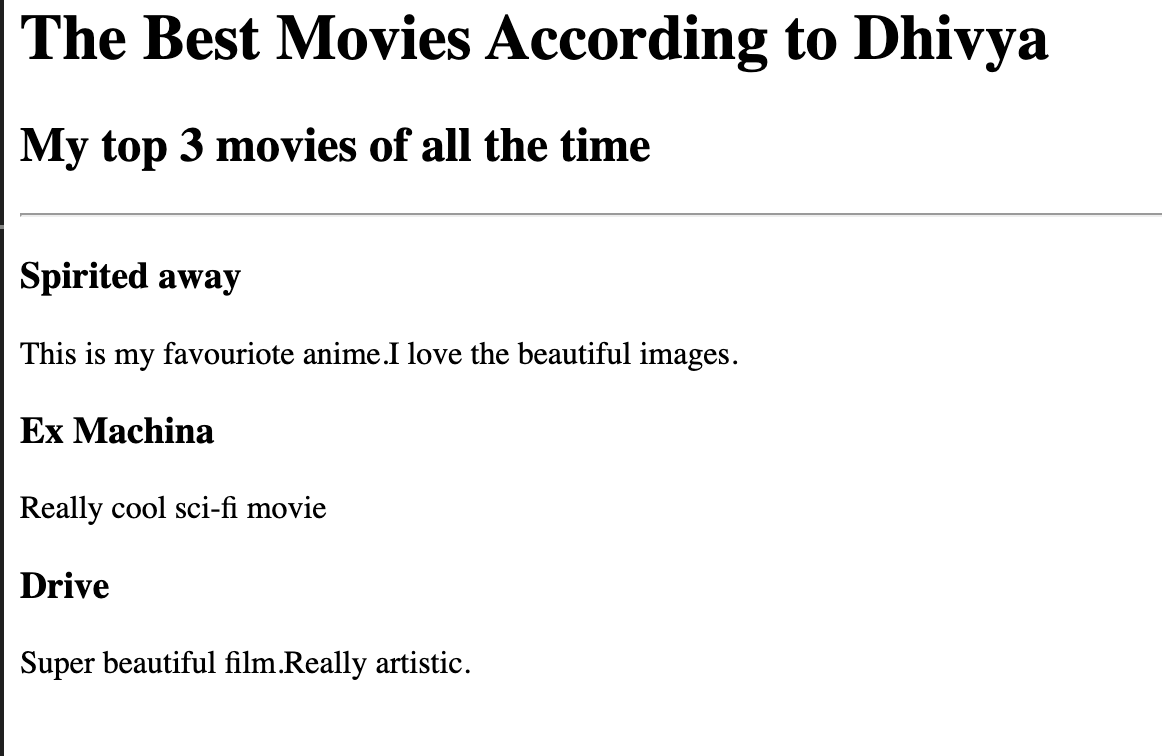 The Best Movies According to Dhivya
My top 3 movies of all the time
Spirited away
This is my favouriote anime.I love the beautiful images.
Ex Machina
Really cool sci-fi movie
Drive
Super beautiful film.Really artistic.